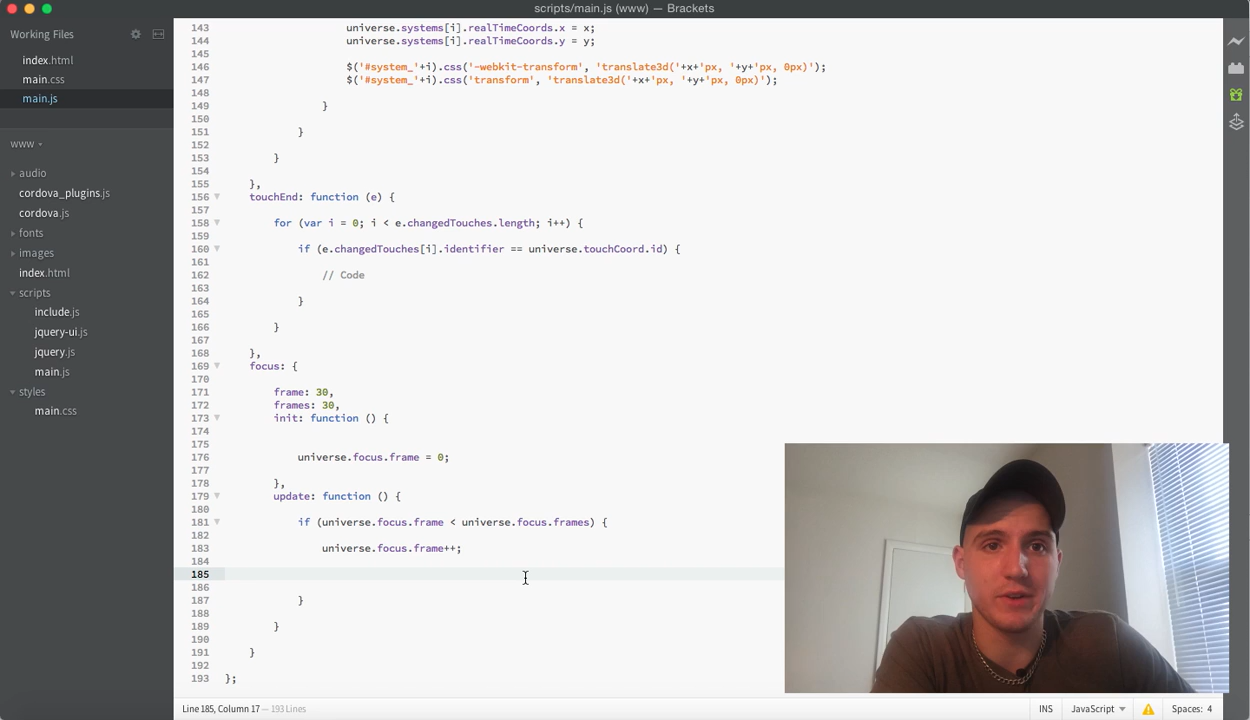 scripts/main.js (www) — Brackets
Working Files
index.html
main.css
main.js
www
audio
cordova_plugins.js
cordova.js
fonts
images
index.html
scripts
include.js
jquery-ui.js
jquery.js
main.js
styles
main.css
143 universe.systems[i].realTimeCoords.x = x;
144 universe.systems[i].realTimeCoords.y = y;
145
146 $('#system_'+i).css('-webkit-transform', 'translate3d('+x+'px, '+y+'px, 0px)');
147 $('#system_'+i).css('transform', 'translate3d('+x+'px, '+y+'px, 0px)');
148
149 }
150
151 }
152
153 }
154
155 },
156 touchEnd: function (e) {
157
158 for (var i = 0; i < e.changedTouches.length; i++) {
159
160 if (e.changedTouches[i].identifier == universe.touchCoord.id) {
161
162 // Code
163
164 }
165
166 }
167
168 },
169 focus: {
170
171 frame: 30,
172 frames: 30,
173 init: function () {
174
175
176 universe.focus.frame = 0;
177
178 },
179 update: function () {
180
181 if (universe.focus.frame < universe.focus.frames) {
182
183 universe.focus.frame++;
184
185
186
187 }
188
189 }
190
191 }
192
193 };
Line 185, Column 17 — 193 Lines
INS
JavaScript
Spaces: 4